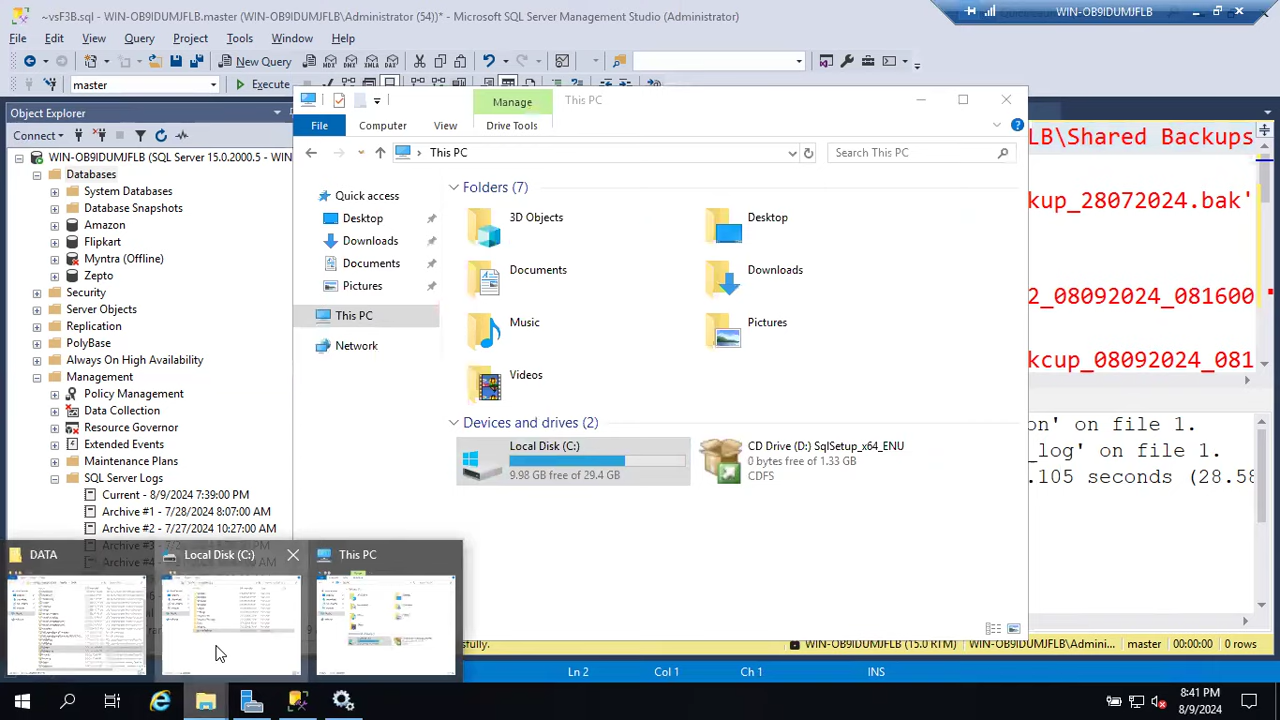 ~vsF3B.sql - WIN-OB9IDUMJFLB.master (WIN-OB9IDUMJFLB\Administrator (54))* - Microsoft SQL Server Management Studio (Administrator)
WIN-OB9IDUMJFLB
File Edit View Query Project Tools Window Help
New Query
master
Execute
Object Explorer
Connect
WIN-OB9IDUMJFLB (SQL Server 15.0.2000.5 - WIN
Databases
System Databases
Database Snapshots
Amazon
Flipkart
Myntra (Offline)
Zepto
Security
Server Objects
Replication
PolyBase
Always On High Availability
Management
Policy Management
Data Collection
Resource Governor
Extended Events
Maintenance Plans
SQL Server Logs
Current - 8/9/2024 7:39:00 PM
Archive #1 - 7/28/2024 8:07:00 AM
Archive #2 - 7/27/2024 10:27:00 AM
Manage
This PC
File
Computer
View
Drive Tools
This PC
Search This PC
Quick access
Desktop
Downloads
Documents
Pictures
This PC
Network
Folders (7)
3D Objects
Desktop
Documents
Downloads
Music
Pictures
Videos
Devices and drives (2)
Local Disk (C:)
9.98 GB free of 29.4 GB
CD Drive (D:) SqlSetup_x64_ENU
0 bytes free of 1.33 GB
CDFS
LB\Shared Backups
kup_28072024.bak'
2_08092024_081600
kcup_08092024_081
on' on file 1.
_log' on file 1.
.105 seconds (28.58
DATA
Local Disk (C:)
This PC
WIN-OB9IDUMJFLB (15.0 RTM)
WIN-OB9IDUMJFLB\Admini...
master
00:00:00
0 rows
Ln 2
Col 1
Ch 1
INS
8:41 PM
8/9/2024